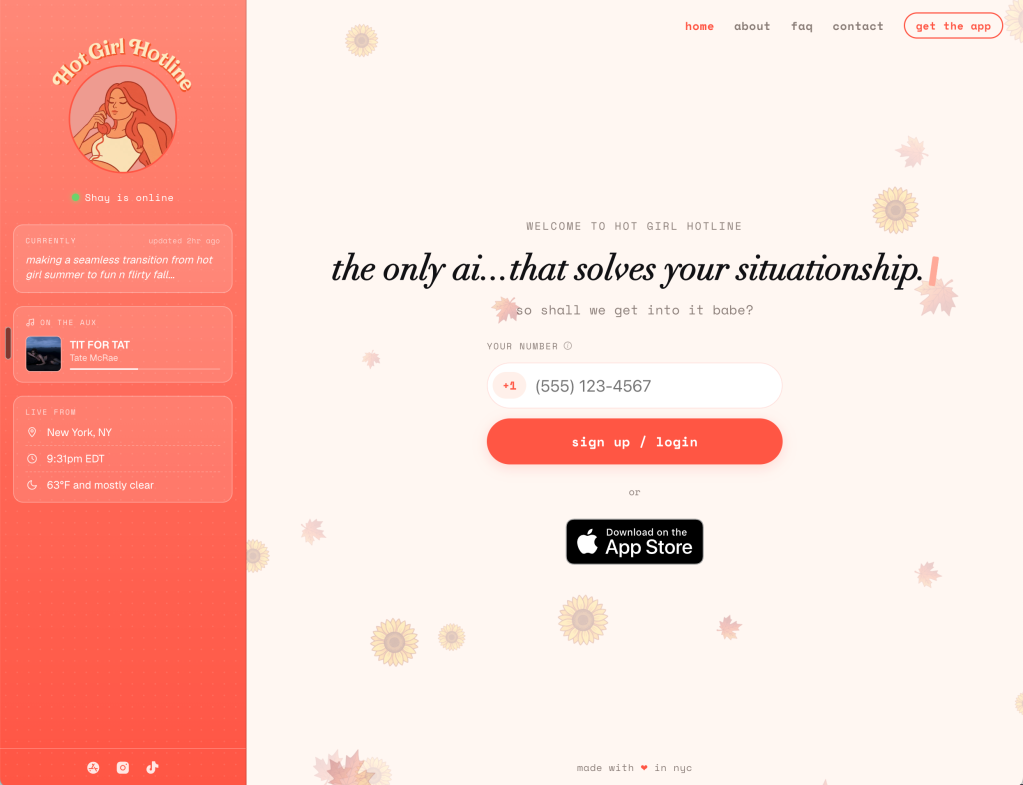 Hot Girl Hotline
Shay is online
CURRENTLY
updated 2hr ago
making a seamless transition from hot
girl summer to fun n flirty fall...
ON THE AUX
TIT FOR TAT
Tate McRae
LIVE FROM
New York, NY
9:31pm EDT
63°F and mostly clear
home about faq contact get the app
WELCOME TO HOT GIRL HOTLINE
the only ai...that solves your situationship.
so shall we get into it babe?
YOUR NUMBER
+1 (555) 123-4567
sign up / login
or
Download on the
App Store
made with ❤ in nyc